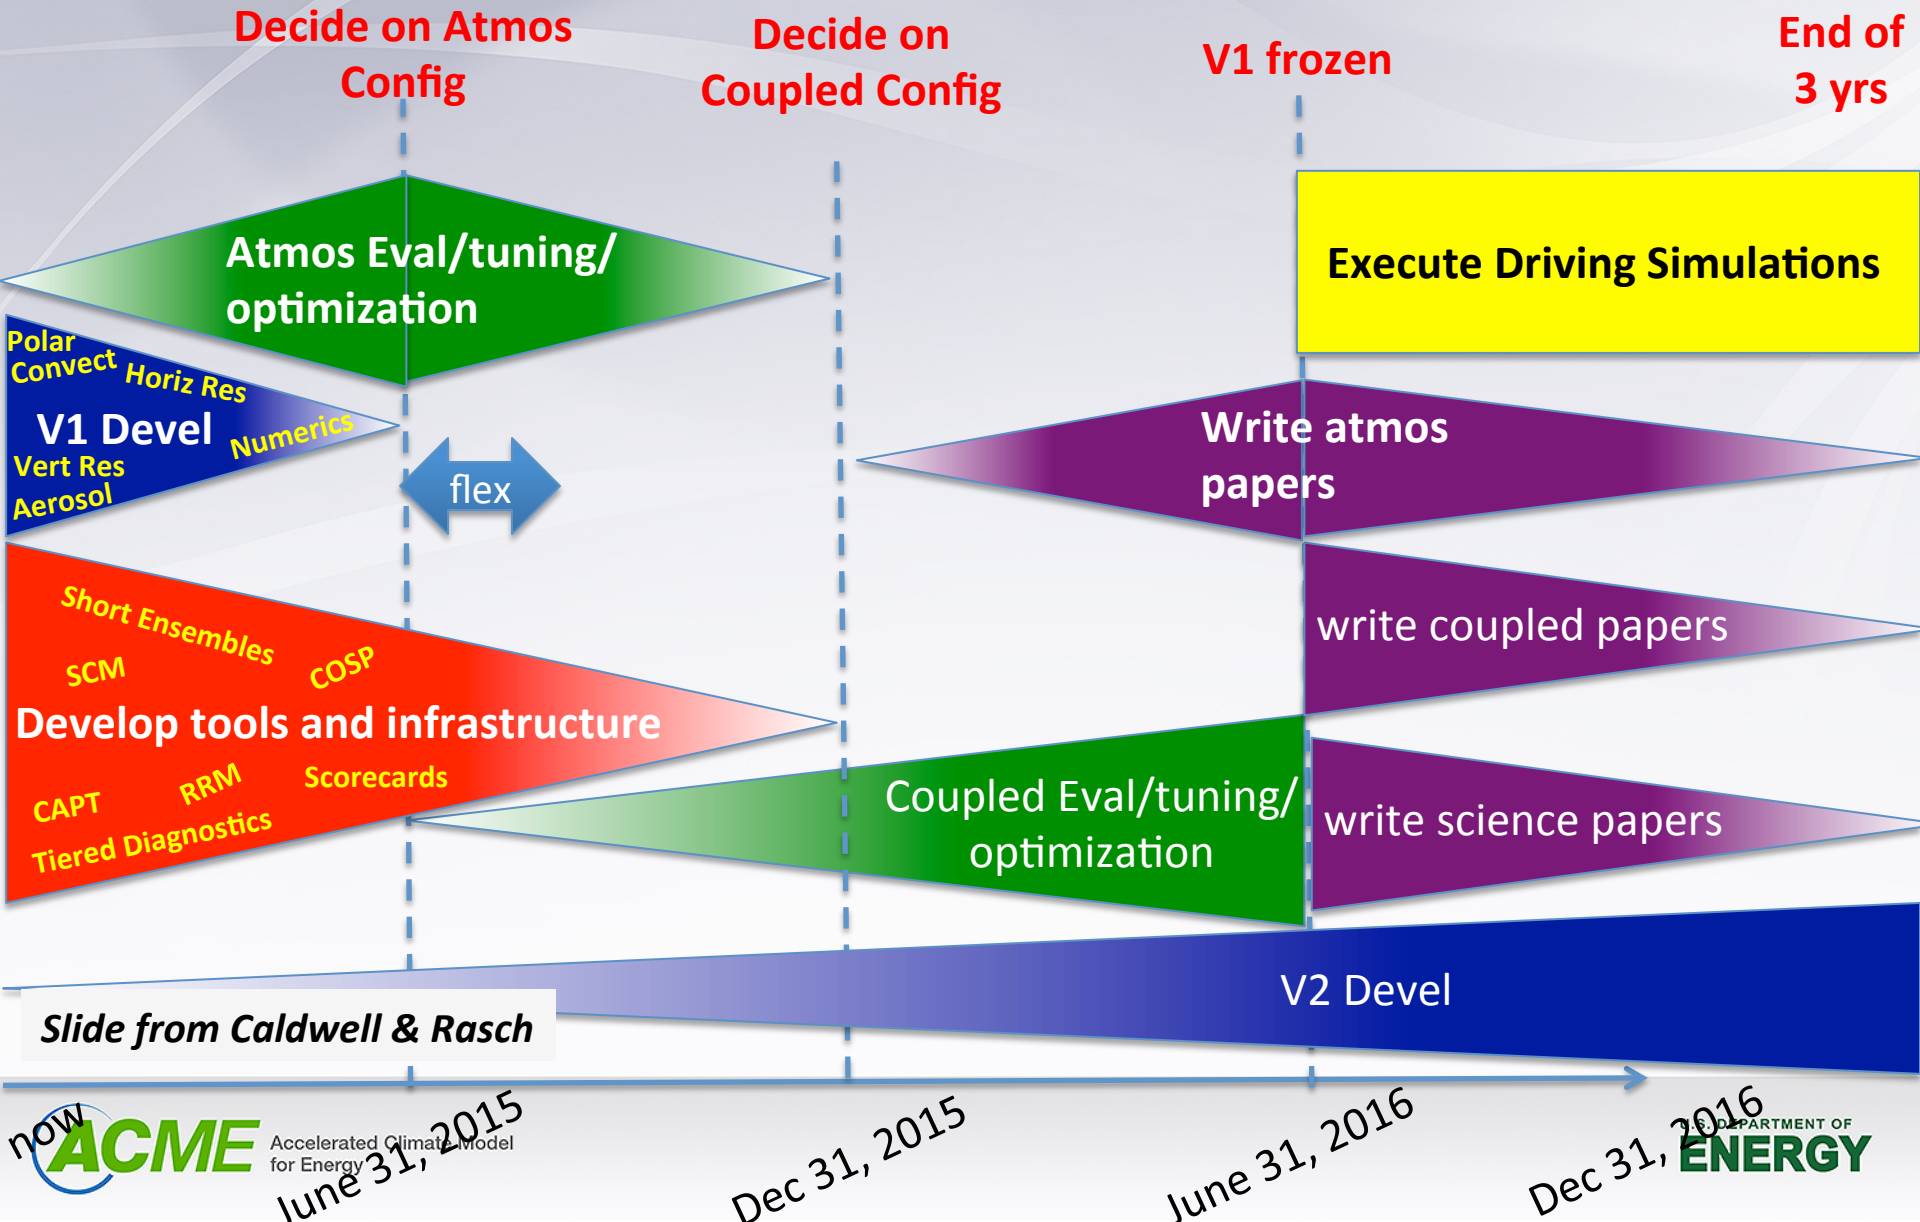 Decide on Atmos
Config
Decide on
Coupled Config
V1 frozen
End of
3 yrs
Atmos Eval/tuning/
optimization
Execute Driving Simulations
Polar
Convect
Horiz Res
V1 Devel
Numerics
Vert Res
Aerosol
flex
Write atmos
papers
Short Ensembles
SCM
COSP
Develop tools and infrastructure
CAPT
RRM
Scorecards
Tiered Diagnostics
write coupled papers
Coupled Eval/tuning/
optimization
write science papers
V2 Devel
Slide from Caldwell & Rasch
now
June 31, 2015
Dec 31, 2015
June 31, 2016
Dec 31, 2016
ACME
Accelerated Climate Model
for Energy
U.S. DEPARTMENT OF
ENERGY